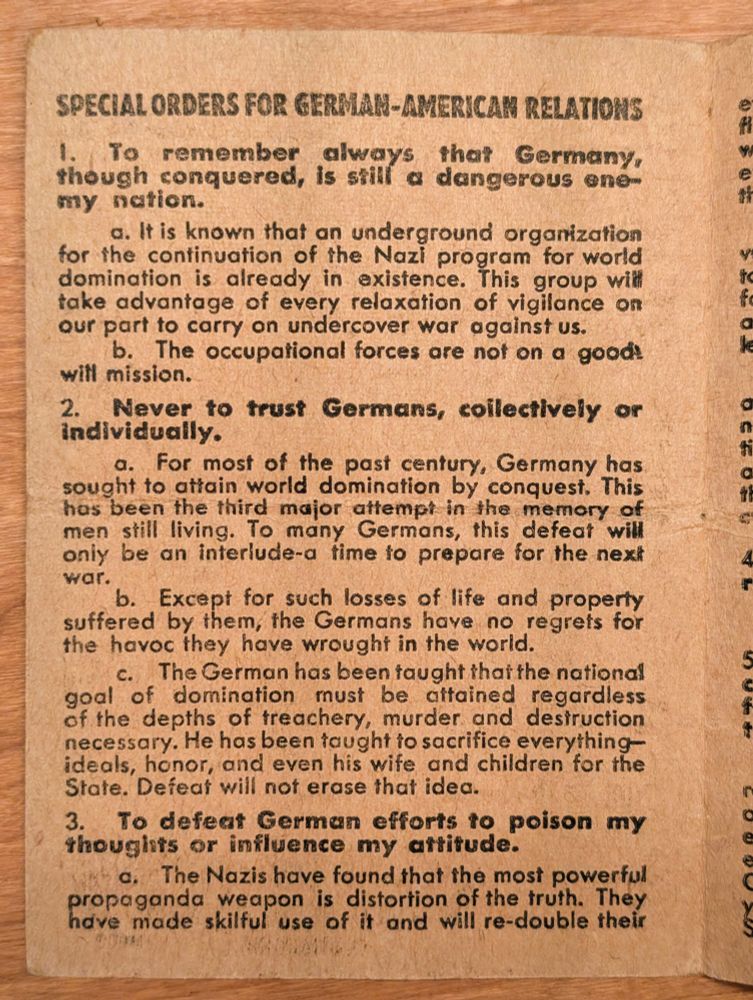 SPECIAL ORDERS FOR GERMAN-AMERICAN RELATIONS
1. To remember always that Germany,
though conquered, is still a dangerous ene-
my nation.
a. It is known that an underground organization
for the continuation of the Nazi program for world
domination is already in existence. This group will
take advantage of every relaxation of vigilance on
our part to carry on undercover war against us.
b. The occupational forces are not on a good
will mission.
2. Never to trust Germans, collectively or
individually.
a. For most of the past century, Germany has
sought to attain world domination by conquest. This
has been the third major attempt in the memory of
men still living. To many Germans, this defeat will
only be an interlude-a time to prepare for the next
war.
b. Except for such losses of life and property
suffered by them, the Germans have no regrets for
the havoc they have wrought in the world.
c. The German has been taught that the national
goal of domination must be attained regardless
of the depths of treachery, murder and destruction
necessary. He has been taught to sacrifice everything—
ideals, honor, and even his wife and children for the
State. Defeat will not erase that idea.
3. To defeat German efforts to poison my
thoughts or influence my attitude.
a. The Nazis have found that the most powerful
propaganda weapon is distortion of the truth. They
have made skilful use of it and will re-double their